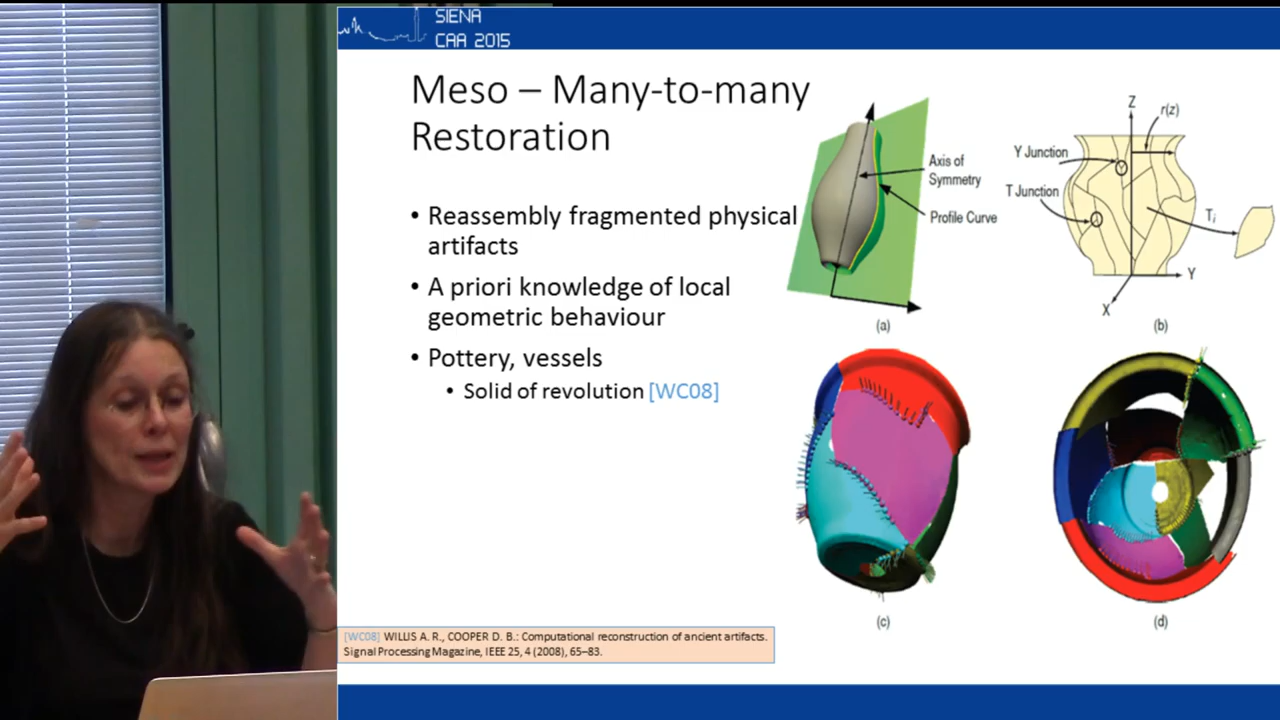 SIENA
CAA 2015
Meso – Many-to-many
Restoration
• Reassembly fragmented physical
artifacts
• A priori knowledge of local
geometric behaviour
• Pottery, vessels
• Solid of revolution [WC08]
Axis of
Symmetry
Profile Curve
(a)
Z
r(z)
Y Junction
T Junction
Ti
Y
X
(b)
(c)
(d)
[WC08] WILLIS A. R., COOPER D. B.: Computational reconstruction of ancient artifacts.
Signal Processing Magazine, IEEE 25, 4 (2008), 65–83.